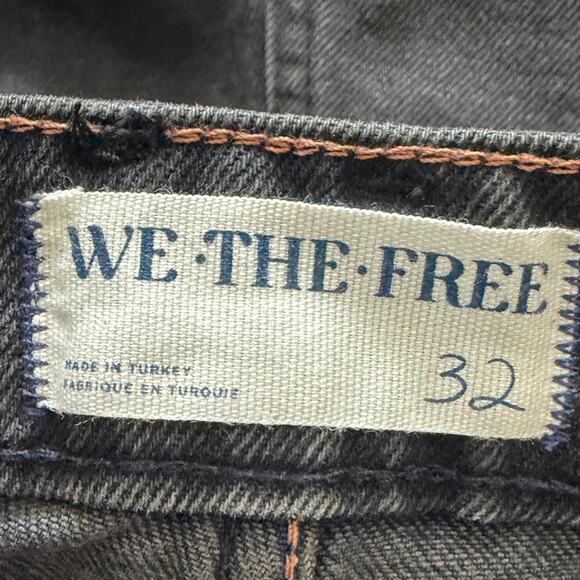 WE·THE·FREE
MADE IN TURKEY
FABRIQUE EN TURQUIE
32